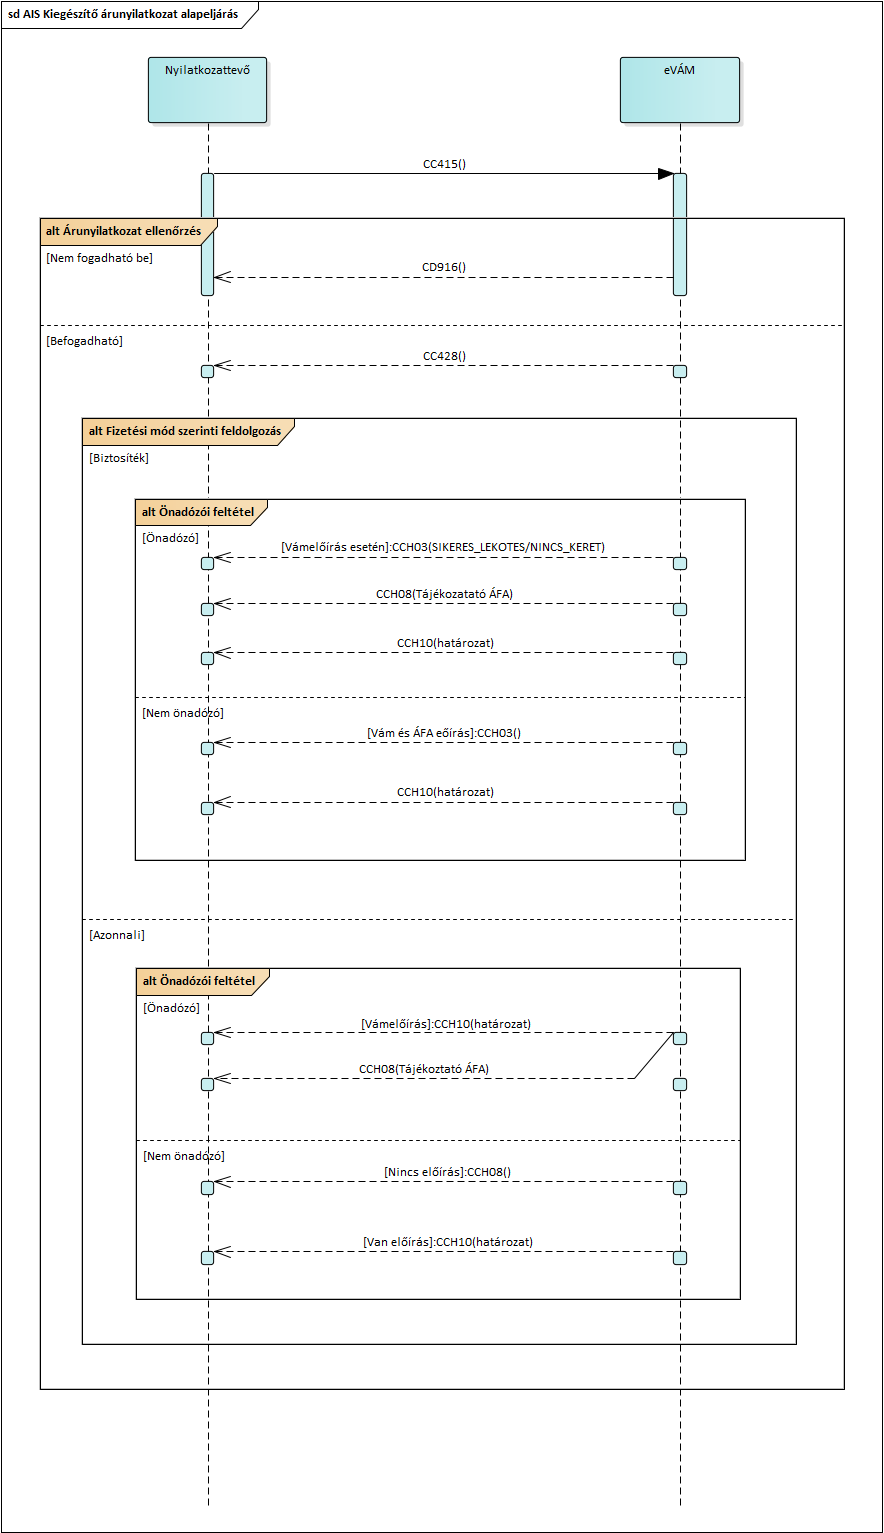 sd AIS Kiegészítő árunyilatkozat alapeljárás
Nyilatkozattevő
eVÁM
CC415()
alt Árunyilatkozat ellenőrzés
[Nem fogadható be]
CD916()
[Befogadható]
CC428()
alt Fizetési mód szerinti feldolgozás
[Biztosíték]
alt Önadózói feltétel
[Önadózó]
[Vámelőírás esetén]:CCH03(SIKERES_LEKOTES/NINCS_KERET)
CCH08(Tájékozatató ÁFA)
CCH10(határozat)
[Nem önadózó]
[Vám és ÁFA eőírás]:CCH03()
CCH10(határozat)
[Azonnali]
alt Önadózói feltétel
[Önadózó]
[Vámelőírás]:CCH10(határozat)
CCH08(Tájékoztató ÁFA)
[Nem önadózó]
[Nincs előírás]:CCH08()
[Van előírás]:CCH10(határozat)